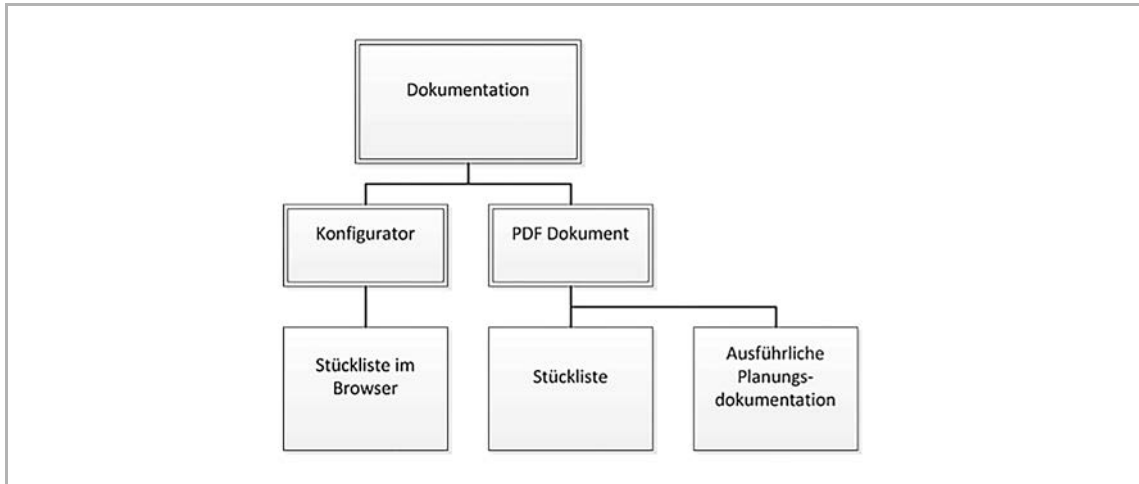 Dokumentation
Konfigurator
PDF Dokument
Stückliste im
Browser
Stückliste
Ausführliche
Planungs-
dokumentation